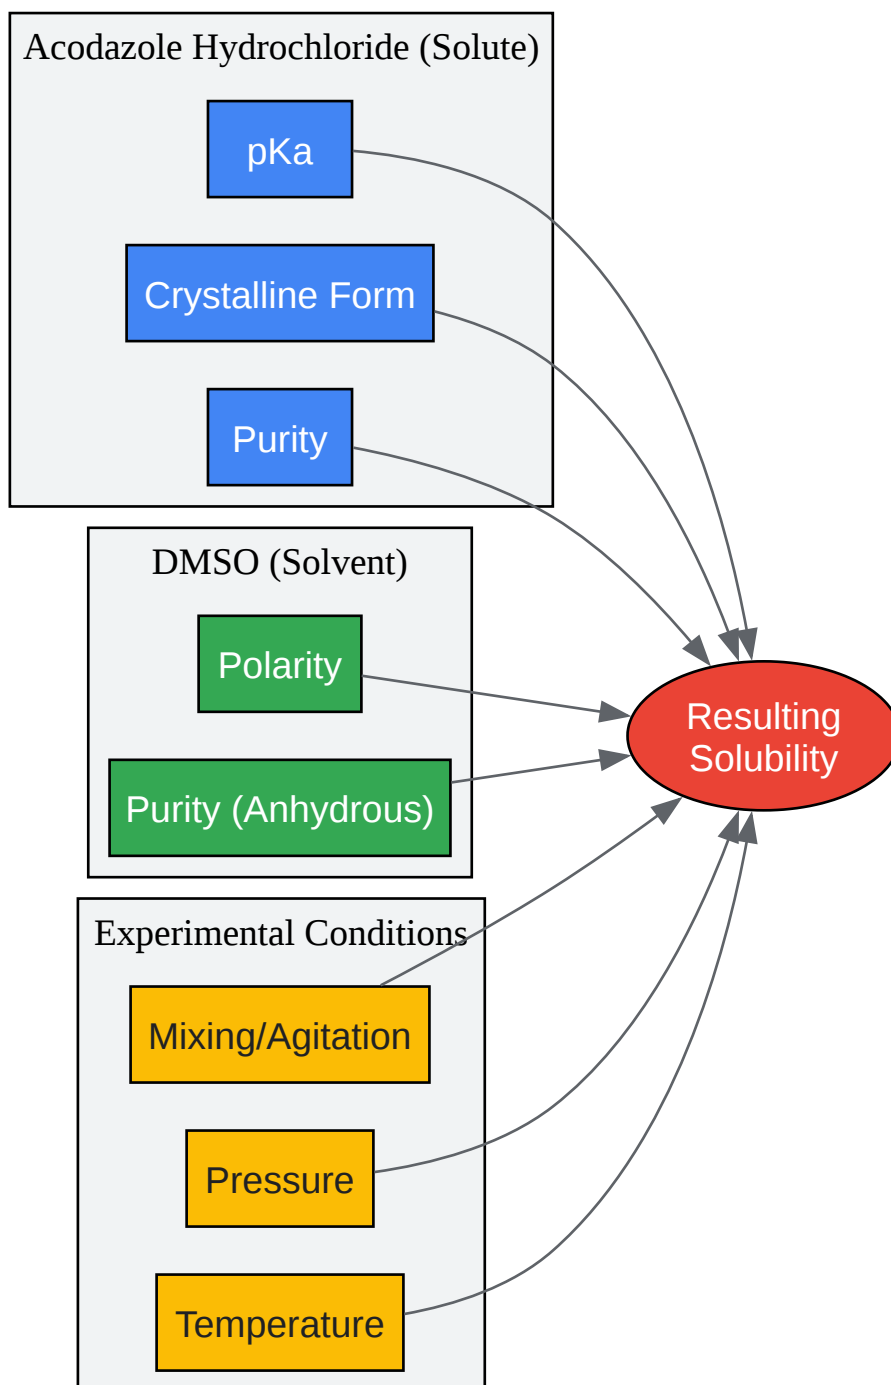 Acodazole Hydrochloride (Solute)
pKa
Crystalline Form
Purity
DMSO (Solvent)
Polarity
Purity (Anhydrous)
Resulting
Solubility
Experimental Conditions
Mixing/Agitation
Pressure
Temperature